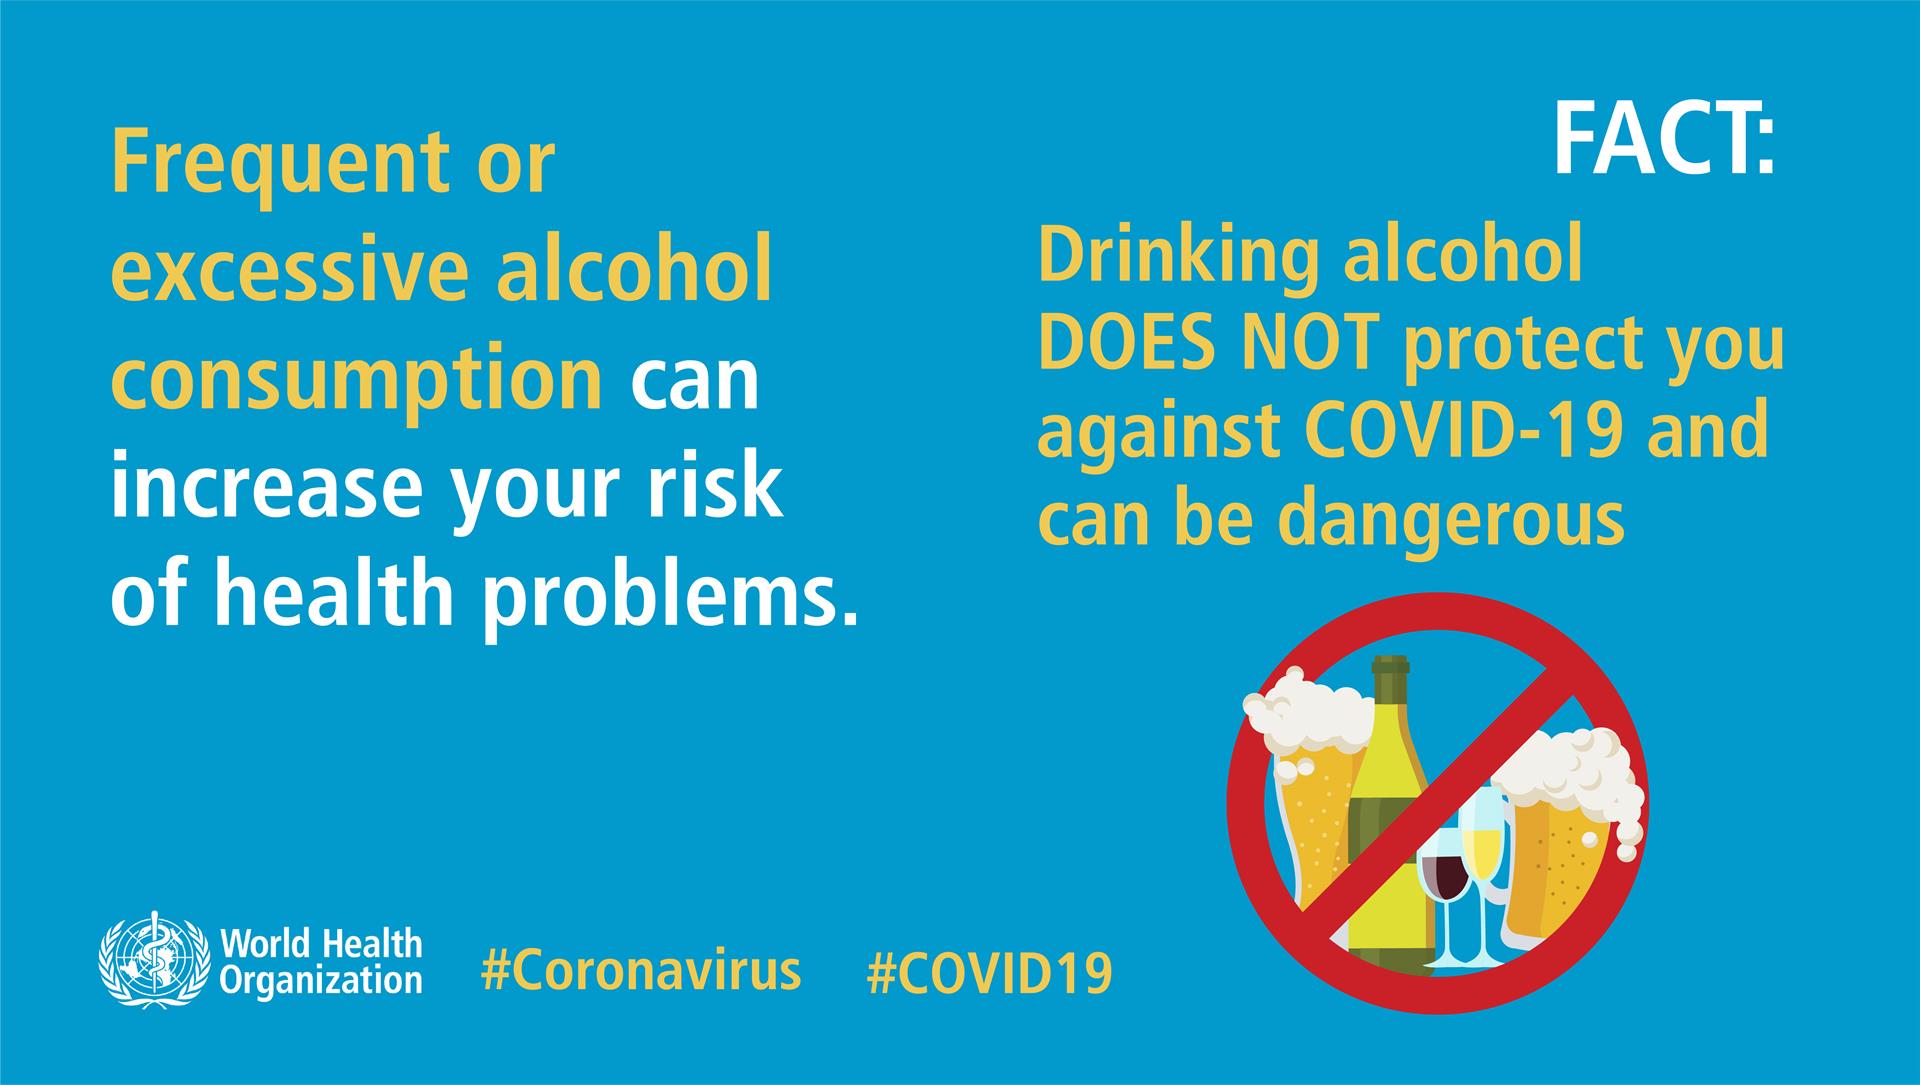 Frequent or
excessive alcohol
consumption can
increase your risk
of health problems.
FACT:
Drinking alcohol
DOES NOT protect you
against COVID-19 and
can be dangerous
World Health
Organization
#Coronavirus
#COVID19